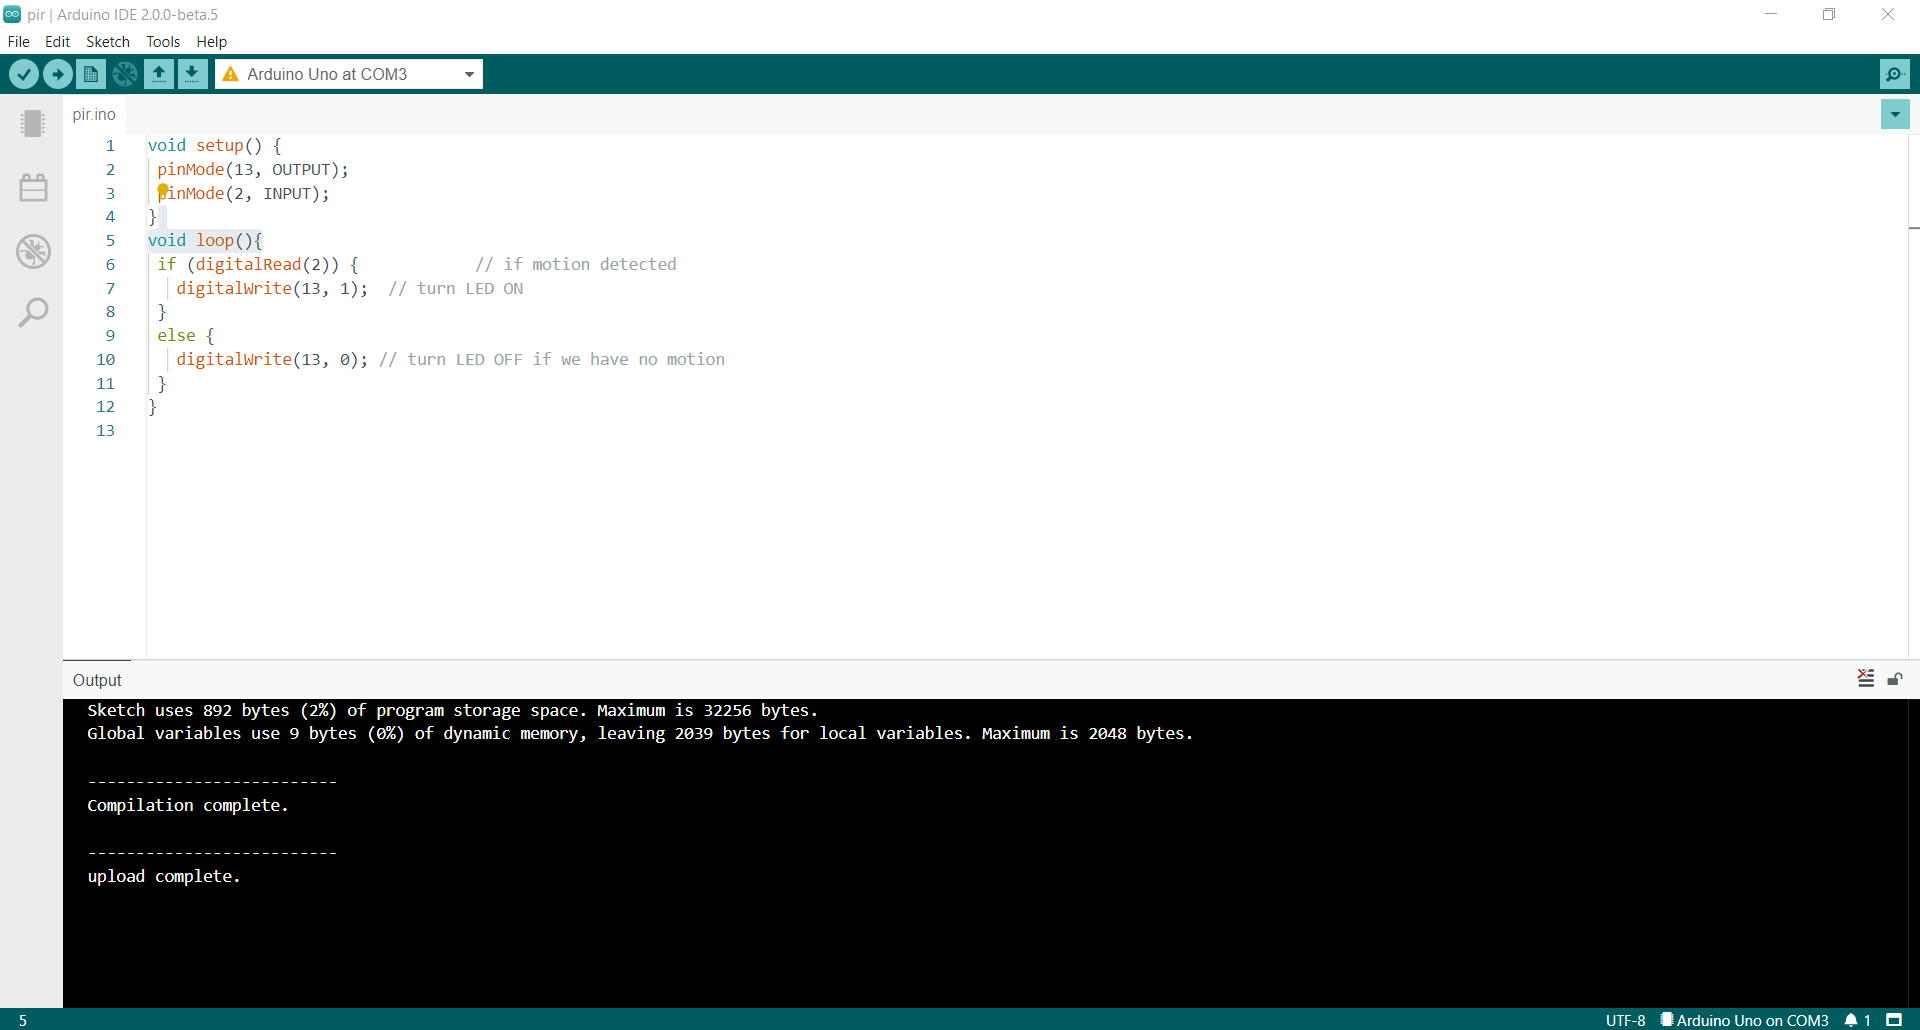 pir | Arduino IDE 2.0.0-beta.5
File Edit Sketch Tools Help
Arduino Uno at COM3
pir.ino
1 void setup() {
2 pinMode(13, OUTPUT);
3 pinMode(2, INPUT);
4 }
5 void loop(){
6 if (digitalRead(2)) { // if motion detected
7 digitalWrite(13, 1); // turn LED ON
8 }
9 else {
10 digitalWrite(13, 0); // turn LED OFF if we have no motion
11 }
12 }
13
Output
Sketch uses 892 bytes (2%) of program storage space. Maximum is 32256 bytes.
Global variables use 9 bytes (0%) of dynamic memory, leaving 2039 bytes for local variables. Maximum is 2048 bytes.
--------------------------
Compilation complete.
--------------------------
upload complete.
5 UTF-8 Arduino Uno on COM3 1